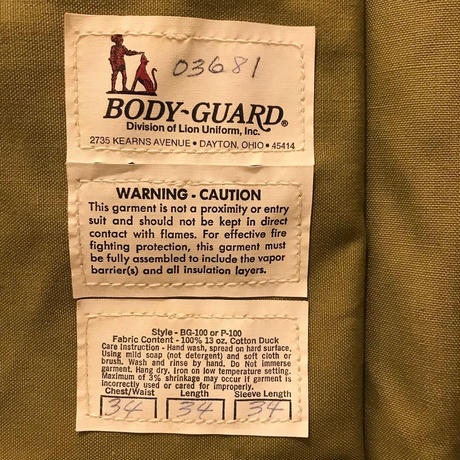 03681
BODY-GUARD®
Division of Lion Uniform, Inc.
2735 KEARNS AVENUE • DAYTON, OHIO • 45414
WARNING - CAUTION
This garment is not a proximity or entry
suit and should not be kept in direct
contact with flames. For effective fire
fighting protection, this garment must
be fully assembled to include the vapor
barrier(s) and all insulation layers.
Style - BG-100 or P-100
Fabric Content - 100% 13 oz. Cotton Duck
Care Instruction - Hand wash, spread on hard surface.
Using mild soap (not detergent) and soft cloth or
brush. Wash and rinse by hand. Do not immerse
garment. Hang dry. Iron on low temperature setting.
Maximum of 3% shrinkage may occur if garment is
incorrectly used or cared for improperly.
Chest/Waist Length Sleeve Length
34 34 34